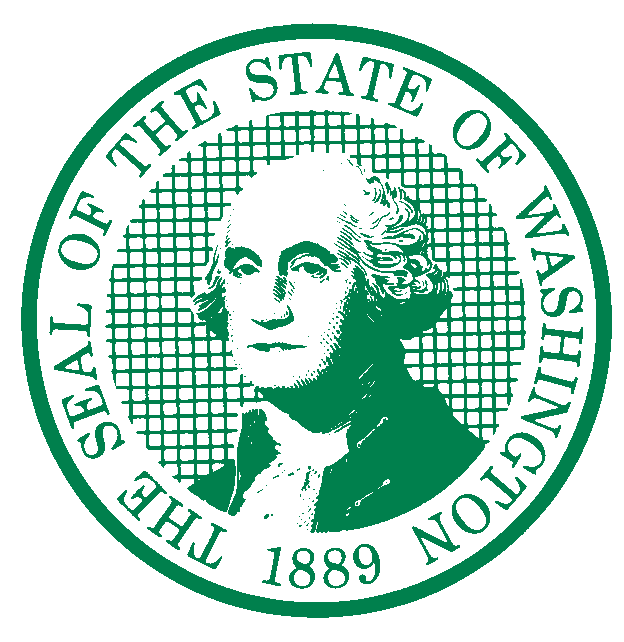 THE SEAL OF THE STATE OF WASHINGTON
1889